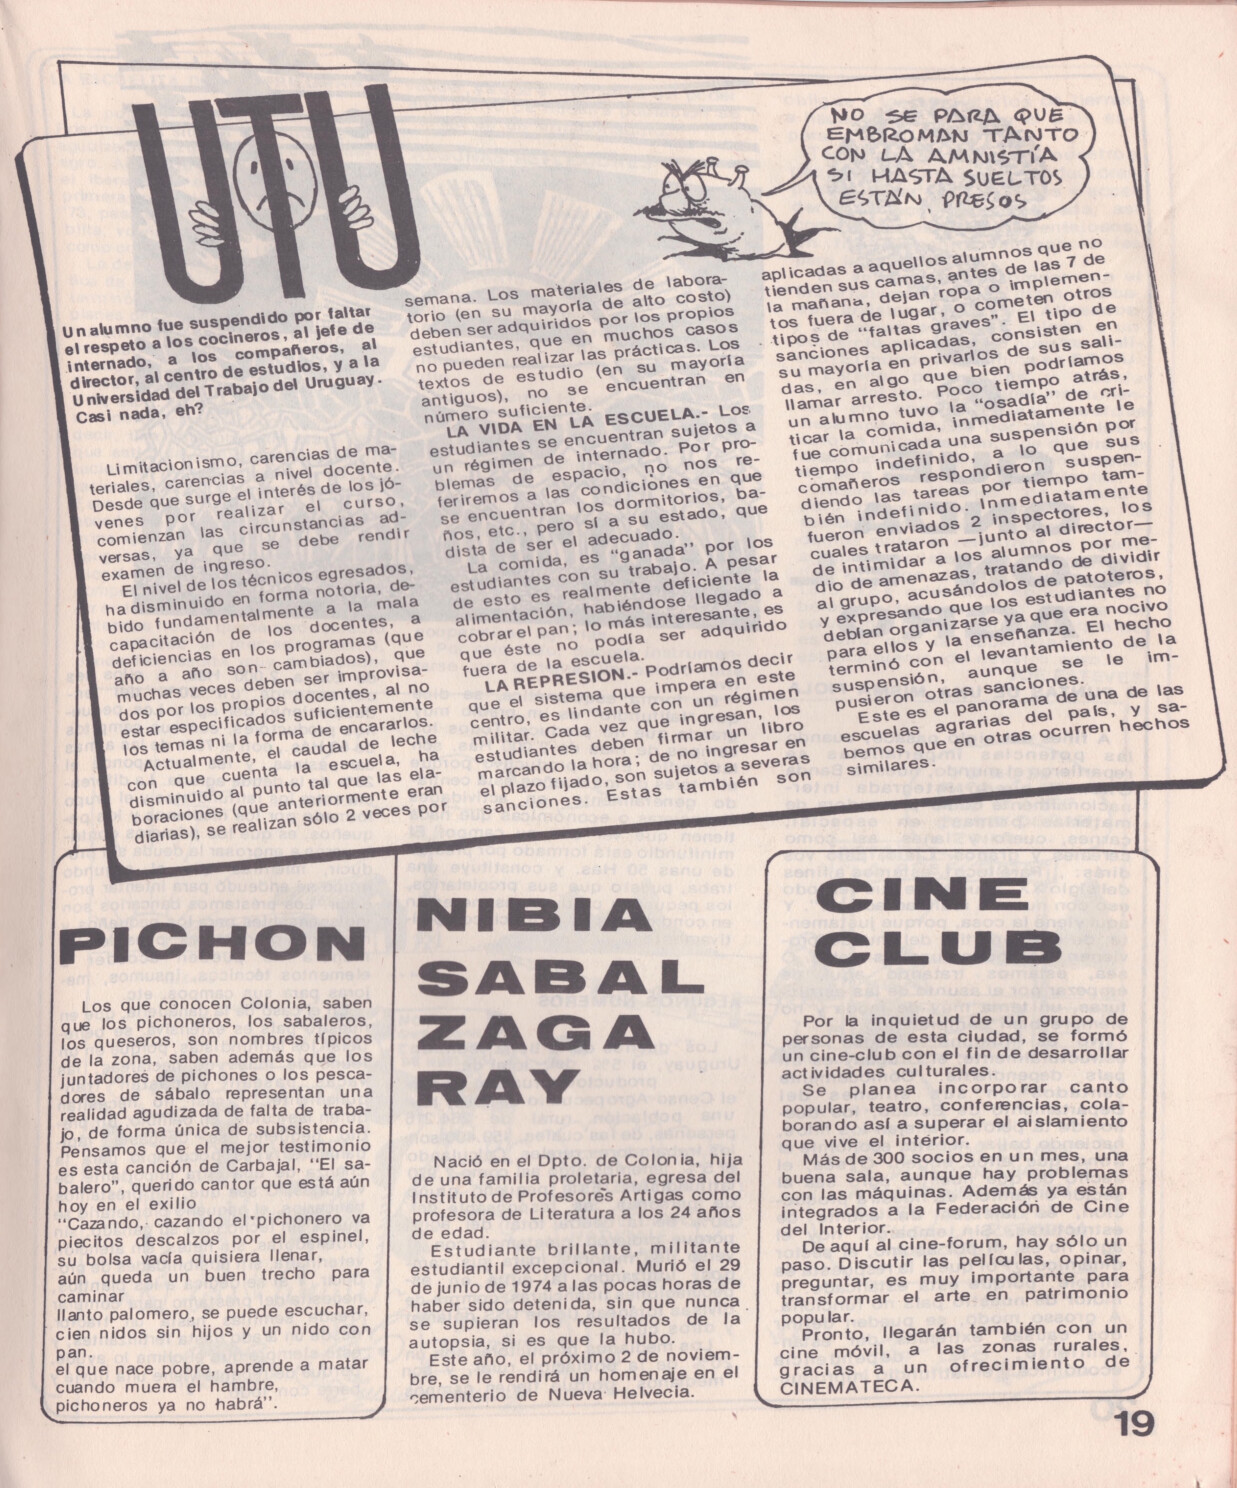 UTU
NO SE PARA QUE
EMBROMAN TANTO
CON LA AMNISTÍA
SI HASTA SUELTOS
ESTÁN, PRESOS
Un alumno fue suspendido por faltar
el respeto a los cocineros, al jefe de
internado, a los compañeros, al
director, al centro de estudios, y a la
Universidad del Trabajo del Uruguay.
Casi nada, eh?
Limitacionismo, carencias de ma-
teriales, carencias a nivel docente.
Desde que surge el interés de los jó-
venes por realizar el curso,
comienzan las circunstancias ad-
versas, ya que se debe rendir
examen de ingreso.
El nivel de los técnicos egresados,
ha disminuido en forma notoria, de-
bido fundamentalmente a la mala
capacitación de los docentes, a
deficiencias en los programas (que
año a año son cambiados), que
muchas veces deben ser improvisa-
dos por los propios docentes, al no
estar especificados suficientemente
los temas ni la forma de encararlos.
Actualmente, el caudal de leche
con que cuenta la escuela, ha
disminuido al punto tal que las ela-
boraciones (que anteriormente eran
diarias), se realizan sólo 2 veces por
semana. Los materiales de labora-
torio (en su mayoría de alto costo)
deben ser adquiridos por los propios
estudiantes, que en muchos casos
no pueden realizar las prácticas. Los
textos de estudio (en su mayoría
antiguos), no se encuentran en
número suficiente.
LA VIDA EN LA ESCUELA.- Los
estudiantes se encuentran sujetos a
un régimen de internado. Por pro-
blemas de espacio, no nos re-
feriremos a las condiciones en que
se encuentran los dormitorios, ba-
ños, etc., pero sí a su estado, que
dista de ser el adecuado.
La comida, es "ganada" por los
estudiantes con su trabajo. A pesar
de esto es realmente deficiente la
alimentación, habiéndose llegado a
cobrar el pan; lo más interesante, es
que éste no podía ser adquirido
fuera de la escuela.
LA REPRESION.- Podríamos decir
que el sistema que impera en este
centro, es lindante con un régimen
militar. Cada vez que ingresan, los
estudiantes deben firmar un libro
marcando la hora; de no ingresar en
el plazo fijado, son sujetos a severas
sanciones. Estas también son
aplicadas a aquellos alumnos que no
tienden sus camas, antes de las 7 de
la mañana, dejan ropa o implemen-
tos fuera de lugar, o cometen otros
tipos de "faltas graves". El tipo de
sanciones aplicadas, consisten en
su mayoría en privarlos de sus sali-
das, en algo que bien podríamos
llamar arresto. Poco tiempo atrás,
un alumno tuvo la "osadía" de cri-
ticar la comida, inmediatamente le
fue comunicada una suspensión por
tiempo indefinido, a lo que sus
comañeros respondieron suspen-
diendo las tareas por tiempo tam-
bién indefinido. Inmediatamente
fueron enviados 2 inspectores, los
cuales trataron —junto al director—
de intimidar a los alumnos por me-
dio de amenazas, tratando de dividir
al grupo, acusándolos de patoteros,
y expresando que los estudiantes no
debían organizarse ya que era nocivo
para ellos y la enseñanza. El hecho
terminó con el levantamiento de la
suspensión, aunque se le im-
pusieron otras sanciones.
Este es el panorama de una de las
escuelas agrarias del país, y sa-
bemos que en otras ocurren hechos
similares.
PICHON
Los que conocen Colonia, saben
que los pichoneros, los sabaleros,
los queseros, son nombres típicos
de la zona, saben además que los
juntadores de pichones o los pesca-
dores de sábalo representan una
realidad agudizada de falta de traba-
jo, de forma única de subsistencia.
Pensamos que el mejor testimonio
es esta canción de Carbajal, "El sa-
balero", querido cantor que está aún
hoy en el exilio
"Cazando, cazando el pichonero va
piecitos descalzos por el espinel,
su bolsa vacía quisiera llenar,
aún queda un buen trecho para
caminar
llanto palomero, se puede escuchar,
cien nidos sin hijos y un nido con
pan.
el que nace pobre, aprende a matar
cuando muera el hambre,
pichoneros ya no habrá".
NIBIA
SABAL
ZAGA
RAY
Nació en el Dpto. de Colonia, hija
de una familia proletaria, egresa del
Instituto de Profesores Artigas como
profesora de Literatura a los 24 años
de edad.
Estudiante brillante, militante
estudiantil excepcional. Murió el 29
de junio de 1974 a las pocas horas de
haber sido detenida, sin que nunca
se supieran los resultados de la
autopsia, si es que la hubo.
Este año, el próximo 2 de noviem-
bre, se le rendirá un homenaje en el
cementerio de Nueva Helvecia.
CINE
CLUB
Por la inquietud de un grupo de
personas de esta ciudad, se formó
un cine-club con el fin de desarrollar
actividades culturales.
Se planea incorporar canto
popular, teatro, conferencias, cola-
borando así a superar el aislamiento
que vive el interior.
Más de 300 socios en un mes, una
buena sala, aunque hay problemas
con las máquinas. Además ya están
integrados a la Federación de Cine
del Interior.
De aquí al cine-forum, hay sólo un
paso. Discutir las películas, opinar,
preguntar, es muy importante para
transformar el arte en patrimonio
popular.
Pronto, llegarán también con un
cine móvil, a las zonas rurales,
gracias a un ofrecimiento de
CINEMATECA.
19